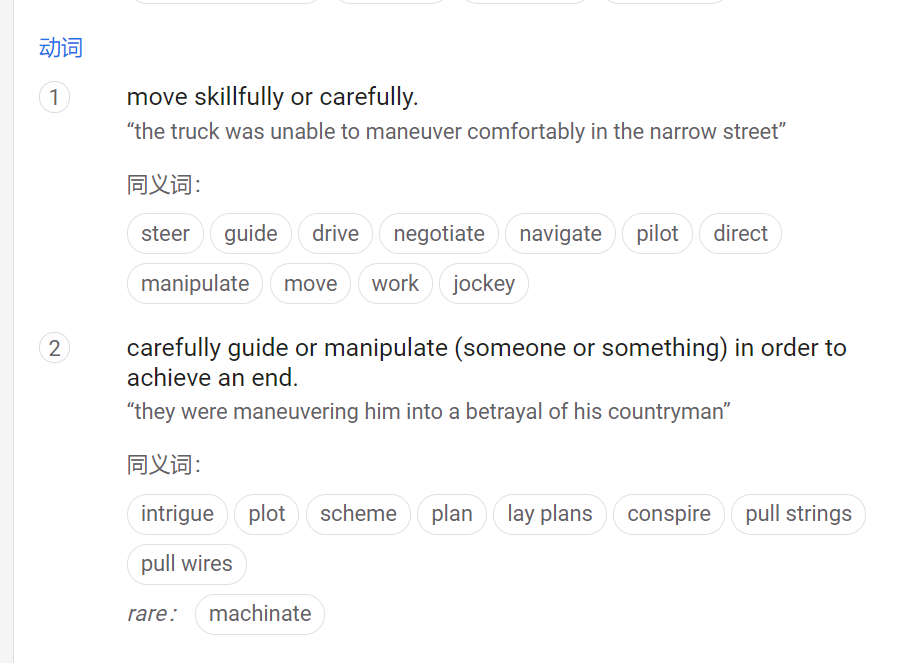 动词
1 move skillfully or carefully.
“the truck was unable to maneuver comfortably in the narrow street”
同义词：
steer guide drive negotiate navigate pilot direct
manipulate move work jockey
2 carefully guide or manipulate (someone or something) in order to
achieve an end.
“they were maneuvering him into a betrayal of his countryman”
同义词：
intrigue plot scheme plan lay plans conspire pull strings
pull wires
rare： machinate